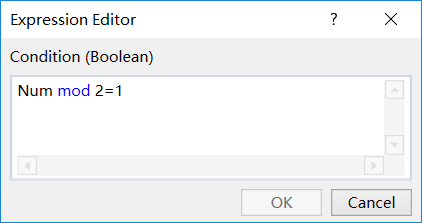 Expression Editor
?
Condition (Boolean)
Num mod 2=1
OK
Cancel